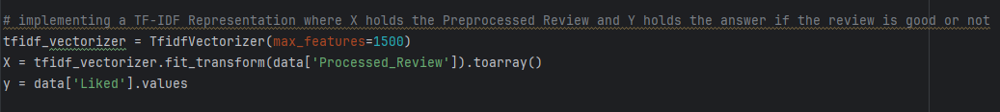 # implementing a TF-IDF Representation where X holds the Preprocessed Review and Y holds the answer if the review is good or not
tfidf_vectorizer = TfidfVectorizer(max_features=1500)
X = tfidf_vectorizer.fit_transform(data['Processed_Review']).toarray()
y = data['Liked'].values